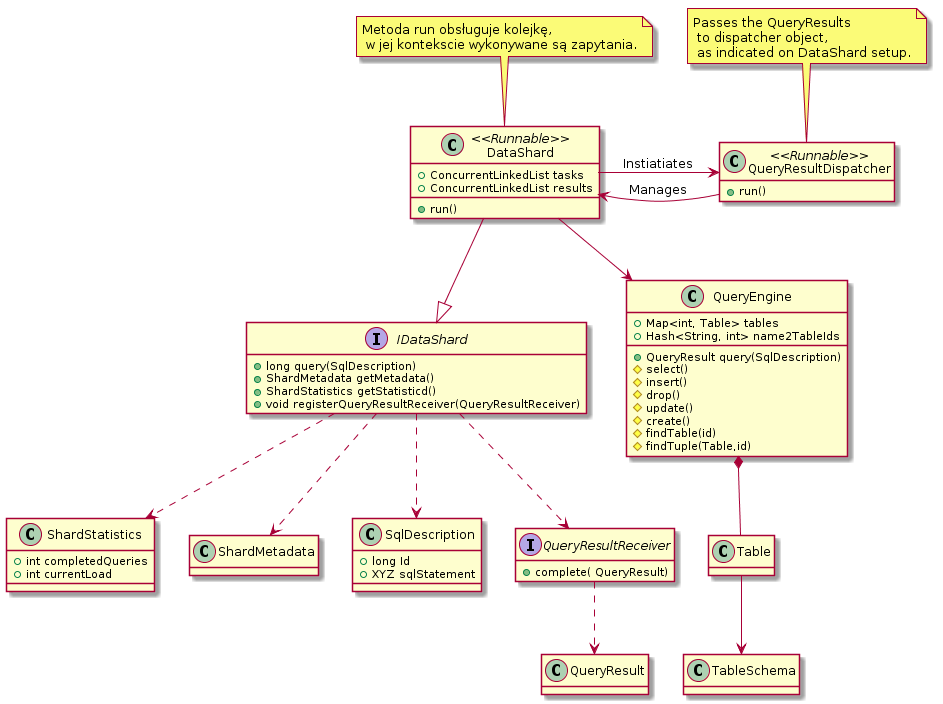 Metoda run obsługuje kolejkę,
w jej kontekscie wykonywane są zapytania.
Passes the QueryResults
to dispatcher object,
as indicated on DataShard setup.
C
<<Runnable>>
DataShard
ConcurrentLinkedList tasks
ConcurrentLinkedList results
run()
Instiatiates
Manages
C
<<Runnable>>
QueryResultDispatcher
run()
I IDataShard
long query(SqlDescription)
ShardMetadata getMetadata()
ShardStatistics getStatisticd()
void registerQueryResultReceiver(QueryResultReceiver)
C QueryEngine
Map<int, Table> tables
Hash<String, int> name2TableIds
QueryResult query(SqlDescription)
select()
insert()
drop()
update()
create()
findTable(id)
findTuple(Table,id)
C ShardStatistics
int completedQueries
int currentLoad
C ShardMetadata
C SqlDescription
long Id
XYZ sqlStatement
I QueryResultReceiver
complete( QueryResult)
C Table
C QueryResult
C TableSchema